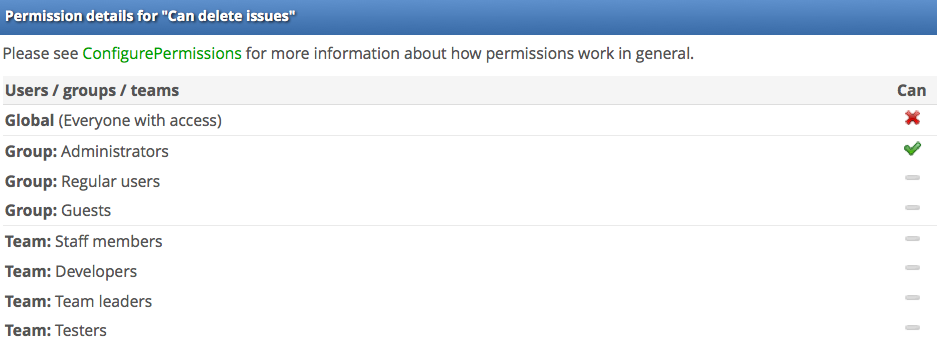 Permission details for "Can delete issues"
Please see ConfigurePermissions for more information about how permissions work in general.
Users / groups / teams Can
Global (Everyone with access)
Group: Administrators
Group: Regular users
Group: Guests
Team: Staff members
Team: Developers
Team: Team leaders
Team: Testers